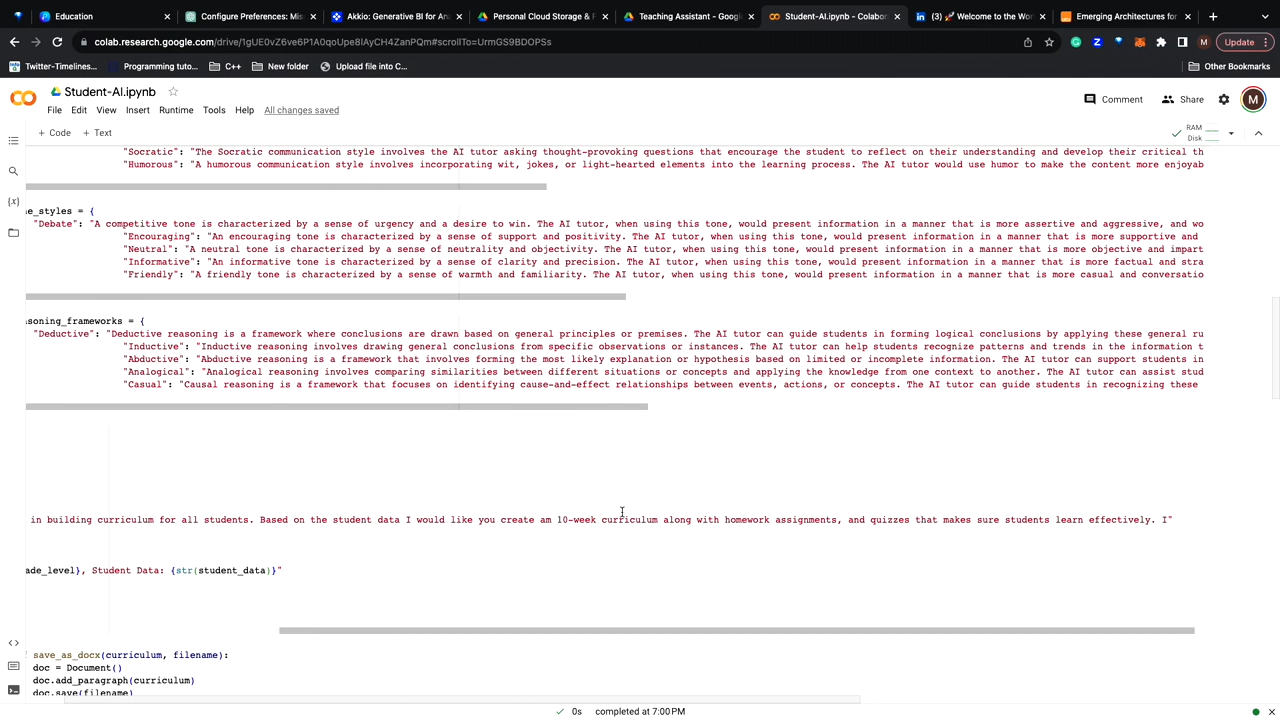 Education
Configure Preferences: Mis
Akkio: Generative BI for An
Personal Cloud Storage & F
Teaching Assistant - Google
Student-AI.ipynb - Colabor
(3) 🚀 Welcome to the Wor
Emerging Architectures for
colab.research.google.com/drive/1gUE0vZ6ve6P1A0qoUpe8IAyCH4ZanPQm#scrollTo=UrmGS9BDOPSs
Update
Twitter-Timelines...
Programming tuto...
C++
New folder
Upload file into C...
Other Bookmarks
Student-AI.ipynb
File Edit View Insert Runtime Tools Help All changes saved
Comment
Share
M
+ Code + Text
RAM
Disk
"Socratic": "The Socratic communication style involves the AI tutor asking thought-provoking questions that encourage the student to reflect on their understanding and develop their critical th
"Humorous": "A humorous communication style involves incorporating wit, jokes, or light-hearted elements into the learning process. The AI tutor would use humor to make the content more enjoyab
ne_styles = {
"Debate": "A competitive tone is characterized by a sense of urgency and a desire to win. The AI tutor, when using this tone, would present information in a manner that is more assertive and aggressive, and wo
"Encouraging": "An encouraging tone is characterized by a sense of support and positivity. The AI tutor, when using this tone, would present information in a manner that is more supportive and
"Neutral": "A neutral tone is characterized by a sense of neutrality and objectivity. The AI tutor, when using this tone, would present information in a manner that is more objective and impart
"Informative": "An informative tone is characterized by a sense of clarity and precision. The AI tutor, when using this tone, would present information in a manner that is more factual and stra
"Friendly": "A friendly tone is characterized by a sense of warmth and familiarity. The AI tutor, when using this tone, would present information in a manner that is more casual and conversatio
asoning_frameworks = {
"Deductive": "Deductive reasoning is a framework where conclusions are drawn based on general principles or premises. The AI tutor can guide students in forming logical conclusions by applying these general ru
"Inductive": "Inductive reasoning involves drawing general conclusions from specific observations or instances. The AI tutor can help students recognize patterns and trends in the information t
"Abductive": "Abductive reasoning is a framework that involves forming the most likely explanation or hypothesis based on limited or incomplete information. The AI tutor can support students in
"Analogical": "Analogical reasoning involves comparing similarities between different situations or concepts and applying the knowledge from one context to another. The AI tutor can assist stud
"Casual": "Causal reasoning is a framework that focuses on identifying cause-and-effect relationships between events, actions, or concepts. The AI tutor can guide students in recognizing these
in building curriculum for all students. Based on the student data I would like you create am 10-week curriculum along with homework assignments, and quizzes that makes sure students learn effectively. I"
ade_level}, Student Data: {str(student_data)}"
save_as_docx(curriculum, filename):
doc = Document()
doc.add_paragraph(curriculum)
doc.save(filename)
0s completed at 7:00PM